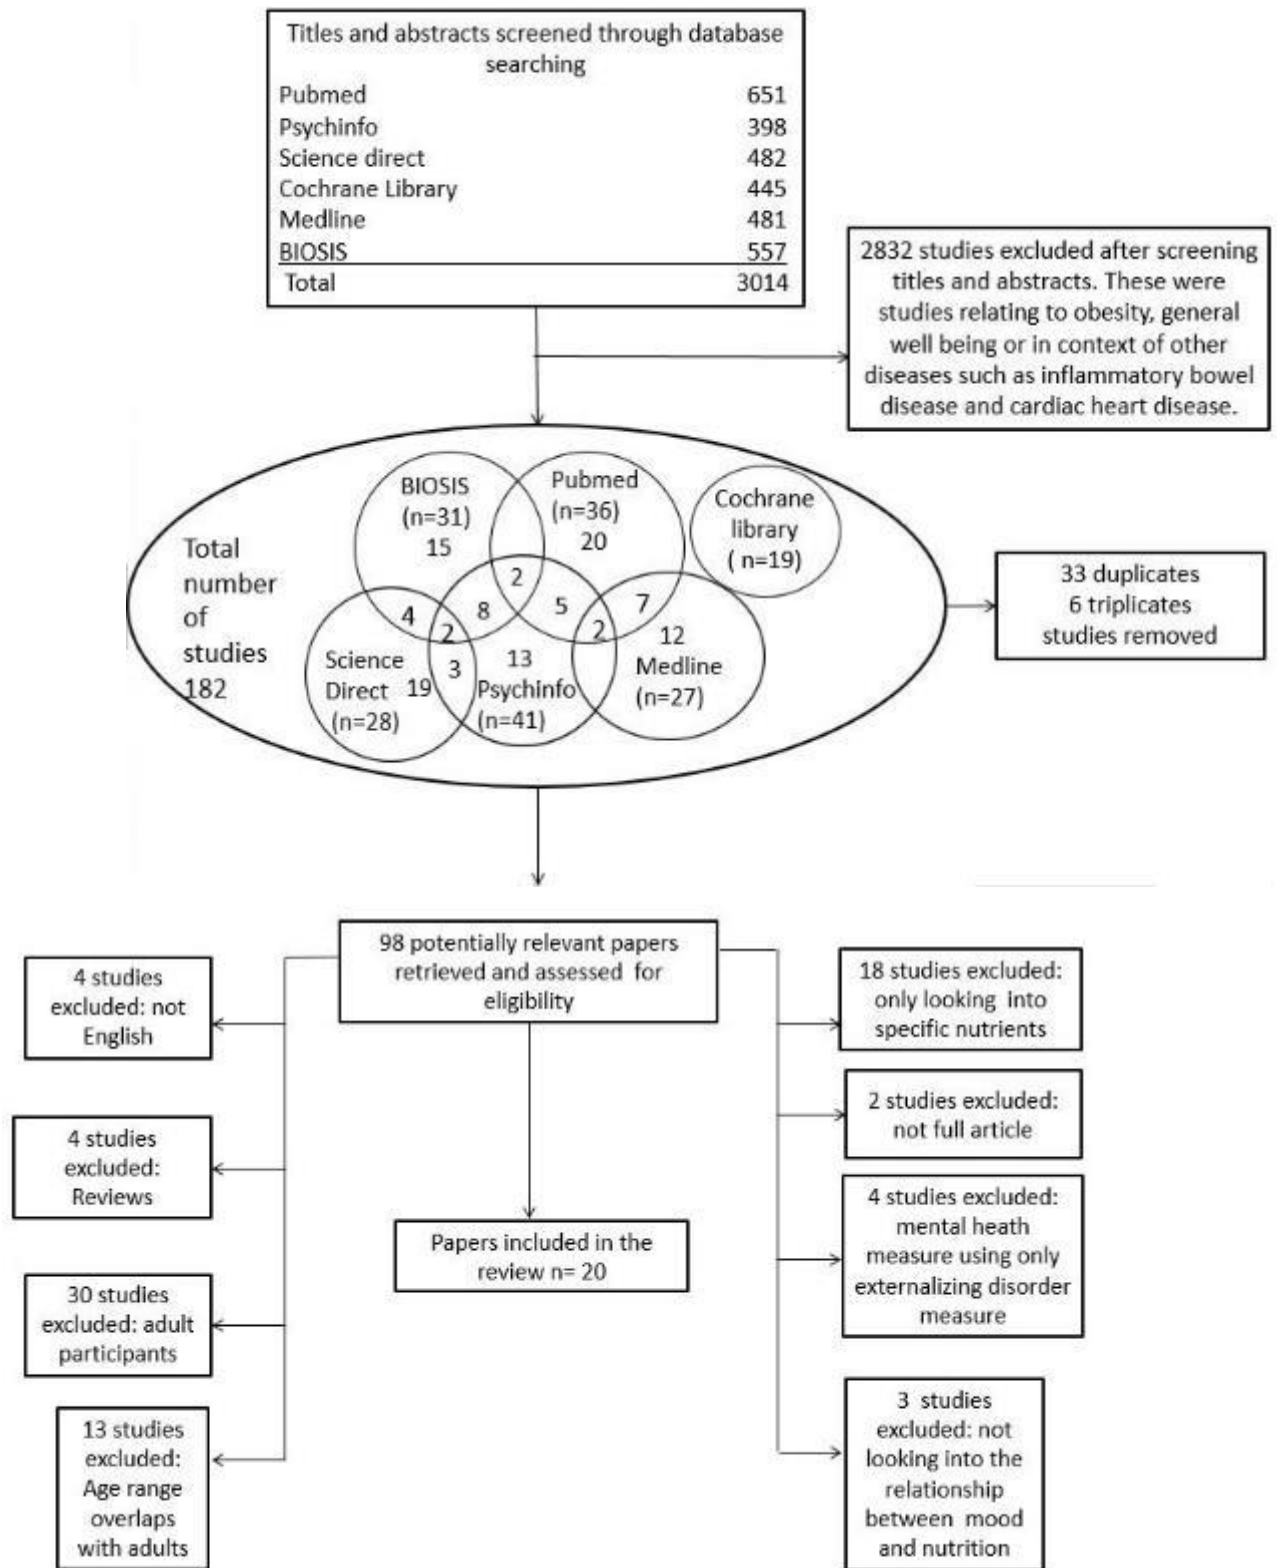 Titles and abstracts screened through database
searching
Pubmed 651
Psychinfo 398
Science direct 482
Cochrane Library 445
Medline 481
BIOSIS 557
Total 3014
2832 studies excluded after screening
titles and abstracts. These were
studies relating to obesity, general
well being or in context of other
diseases such as inflammatory bowel
disease and cardiac heart disease.
Total
number
of
studies
182
BIOSIS
(n=31)
15
Pubmed
(n=36)
20
Cochrane
library
( n=19)
2
4
8
5
7
2
2
12
Medline
(n=27)
Science
Direct 19
(n=28)
3
13
Psychinfo
(n=41)
33 duplicates
6 triplicates
studies removed
98 potentially relevant papers
retrieved and assessed for
eligibility
4 studies
excluded: not
English
4 studies
excluded:
Reviews
30 studies
excluded: adult
participants
13 studies
excluded:
Age range
overlaps
with adults
Papers included in the
review n= 20
18 studies excluded:
only looking into
specific nutrients
2 studies excluded:
not full article
4 studies excluded:
mental heath
measure using only
externalizing disorder
measure
3 studies
excluded: not
looking into the
relationship
between mood
and nutrition